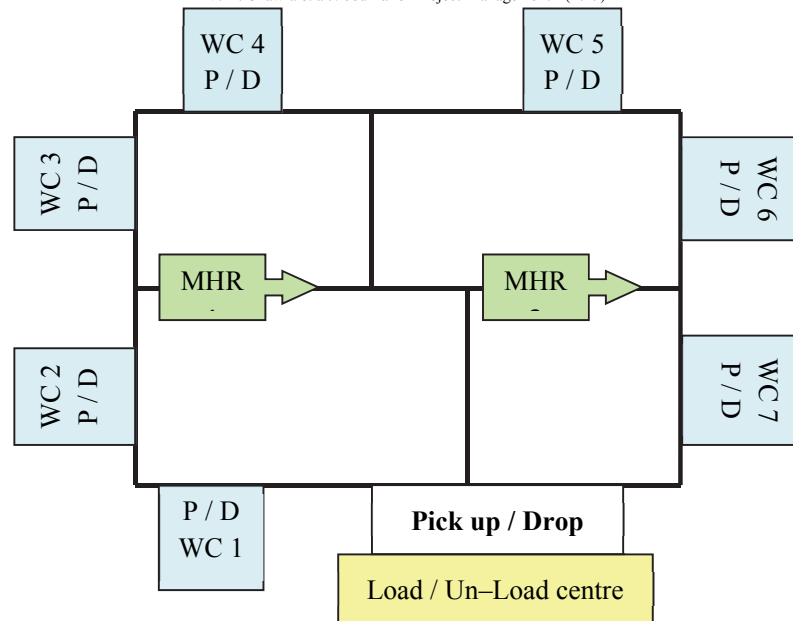 WC 4
P / D
WC 5
P / D
WC 3
P / D
WC 6
P / D
MHR
MHR
WC 2
P / D
WC 7
P / D
P / D
WC 1
Pick up / Drop
Load / Un–Load centre